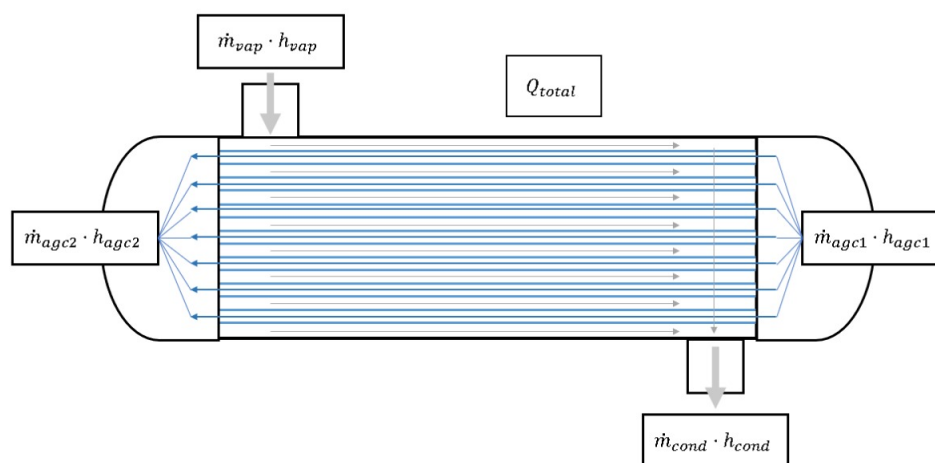 ṁ_vap · h_vap
Q_total
ṁ_agc2 · h_agc2
ṁ_agc1 · h_agc1
ṁ_cond · h_cond